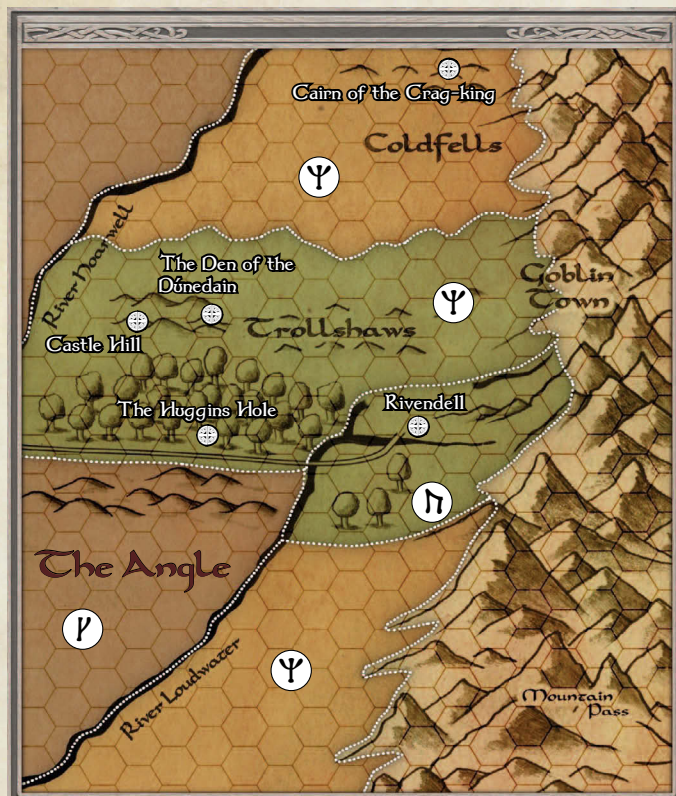 Cairn of the Crag-king
Coldfells
ᛉ
River Hoarwell
The Den of the
Dúnedain
Goblin
Town
ᛉ
Castle Hill
Trollshaws
Rivendell
The Huggins Hole
ᚢ
The Angle
ᚠ
River Loudwater
ᛉ
Mountain
Pass